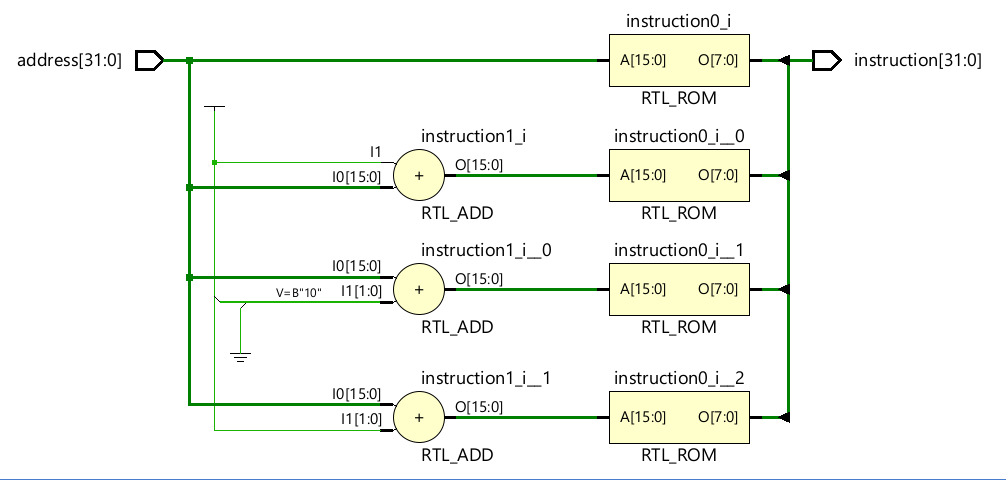 instruction0_i
address[31:0]
A[15:0]
O[7:0]
instruction[31:0]
RTL_ROM
instruction1_i
instruction0_i__0
I1
I0[15:0]
+
O[15:0]
A[15:0]
O[7:0]
RTL_ADD
RTL_ROM
instruction1_i__0
instruction0_i__1
I0[15:0]
V=B"10"
I1[1:0]
+
O[15:0]
A[15:0]
O[7:0]
RTL_ADD
RTL_ROM
instruction1_i__1
instruction0_i__2
I0[15:0]
I1[1:0]
+
O[15:0]
A[15:0]
O[7:0]
RTL_ADD
RTL_ROM